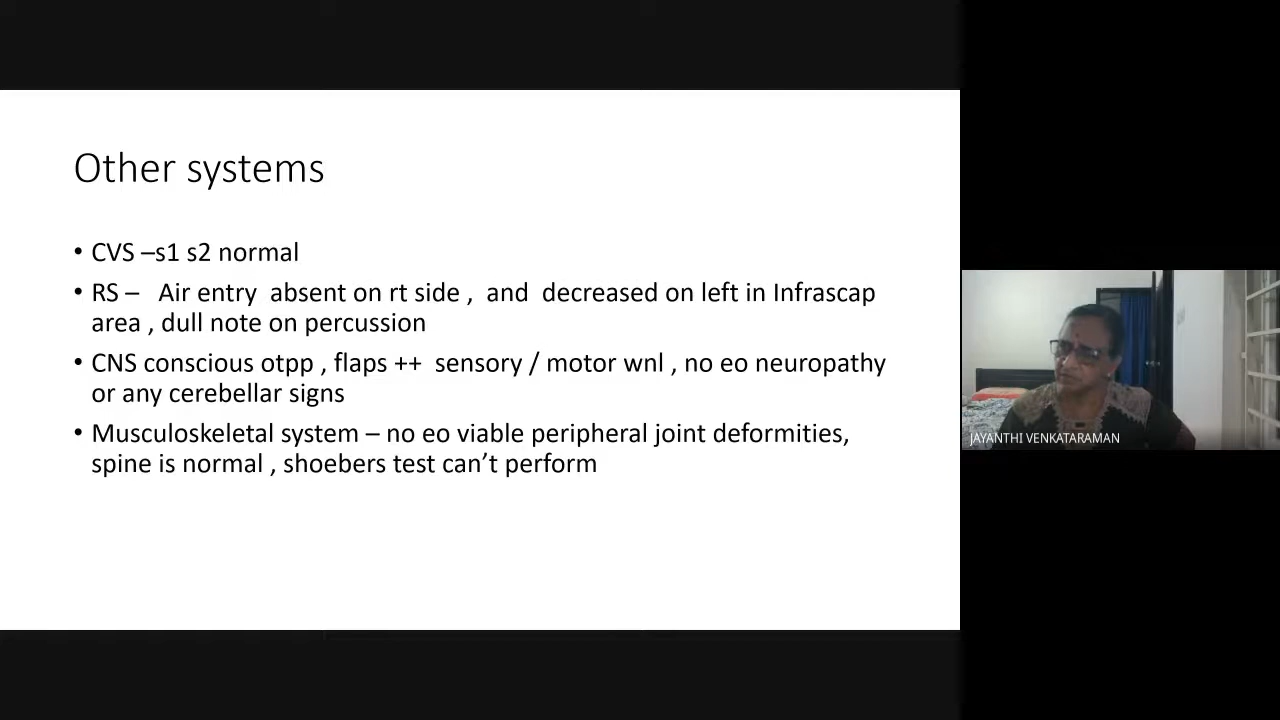 Other systems
• CVS –s1 s2 normal
• RS – Air entry absent on rt side , and decreased on left in Infrascap
area , dull note on percussion
• CNS conscious otpp , flaps ++ sensory / motor wnl , no eo neuropathy
or any cerebellar signs
• Musculoskeletal system – no eo viable peripheral joint deformities,
spine is normal , shoebers test can’t perform
JAYANTHI VENKATARAMAN